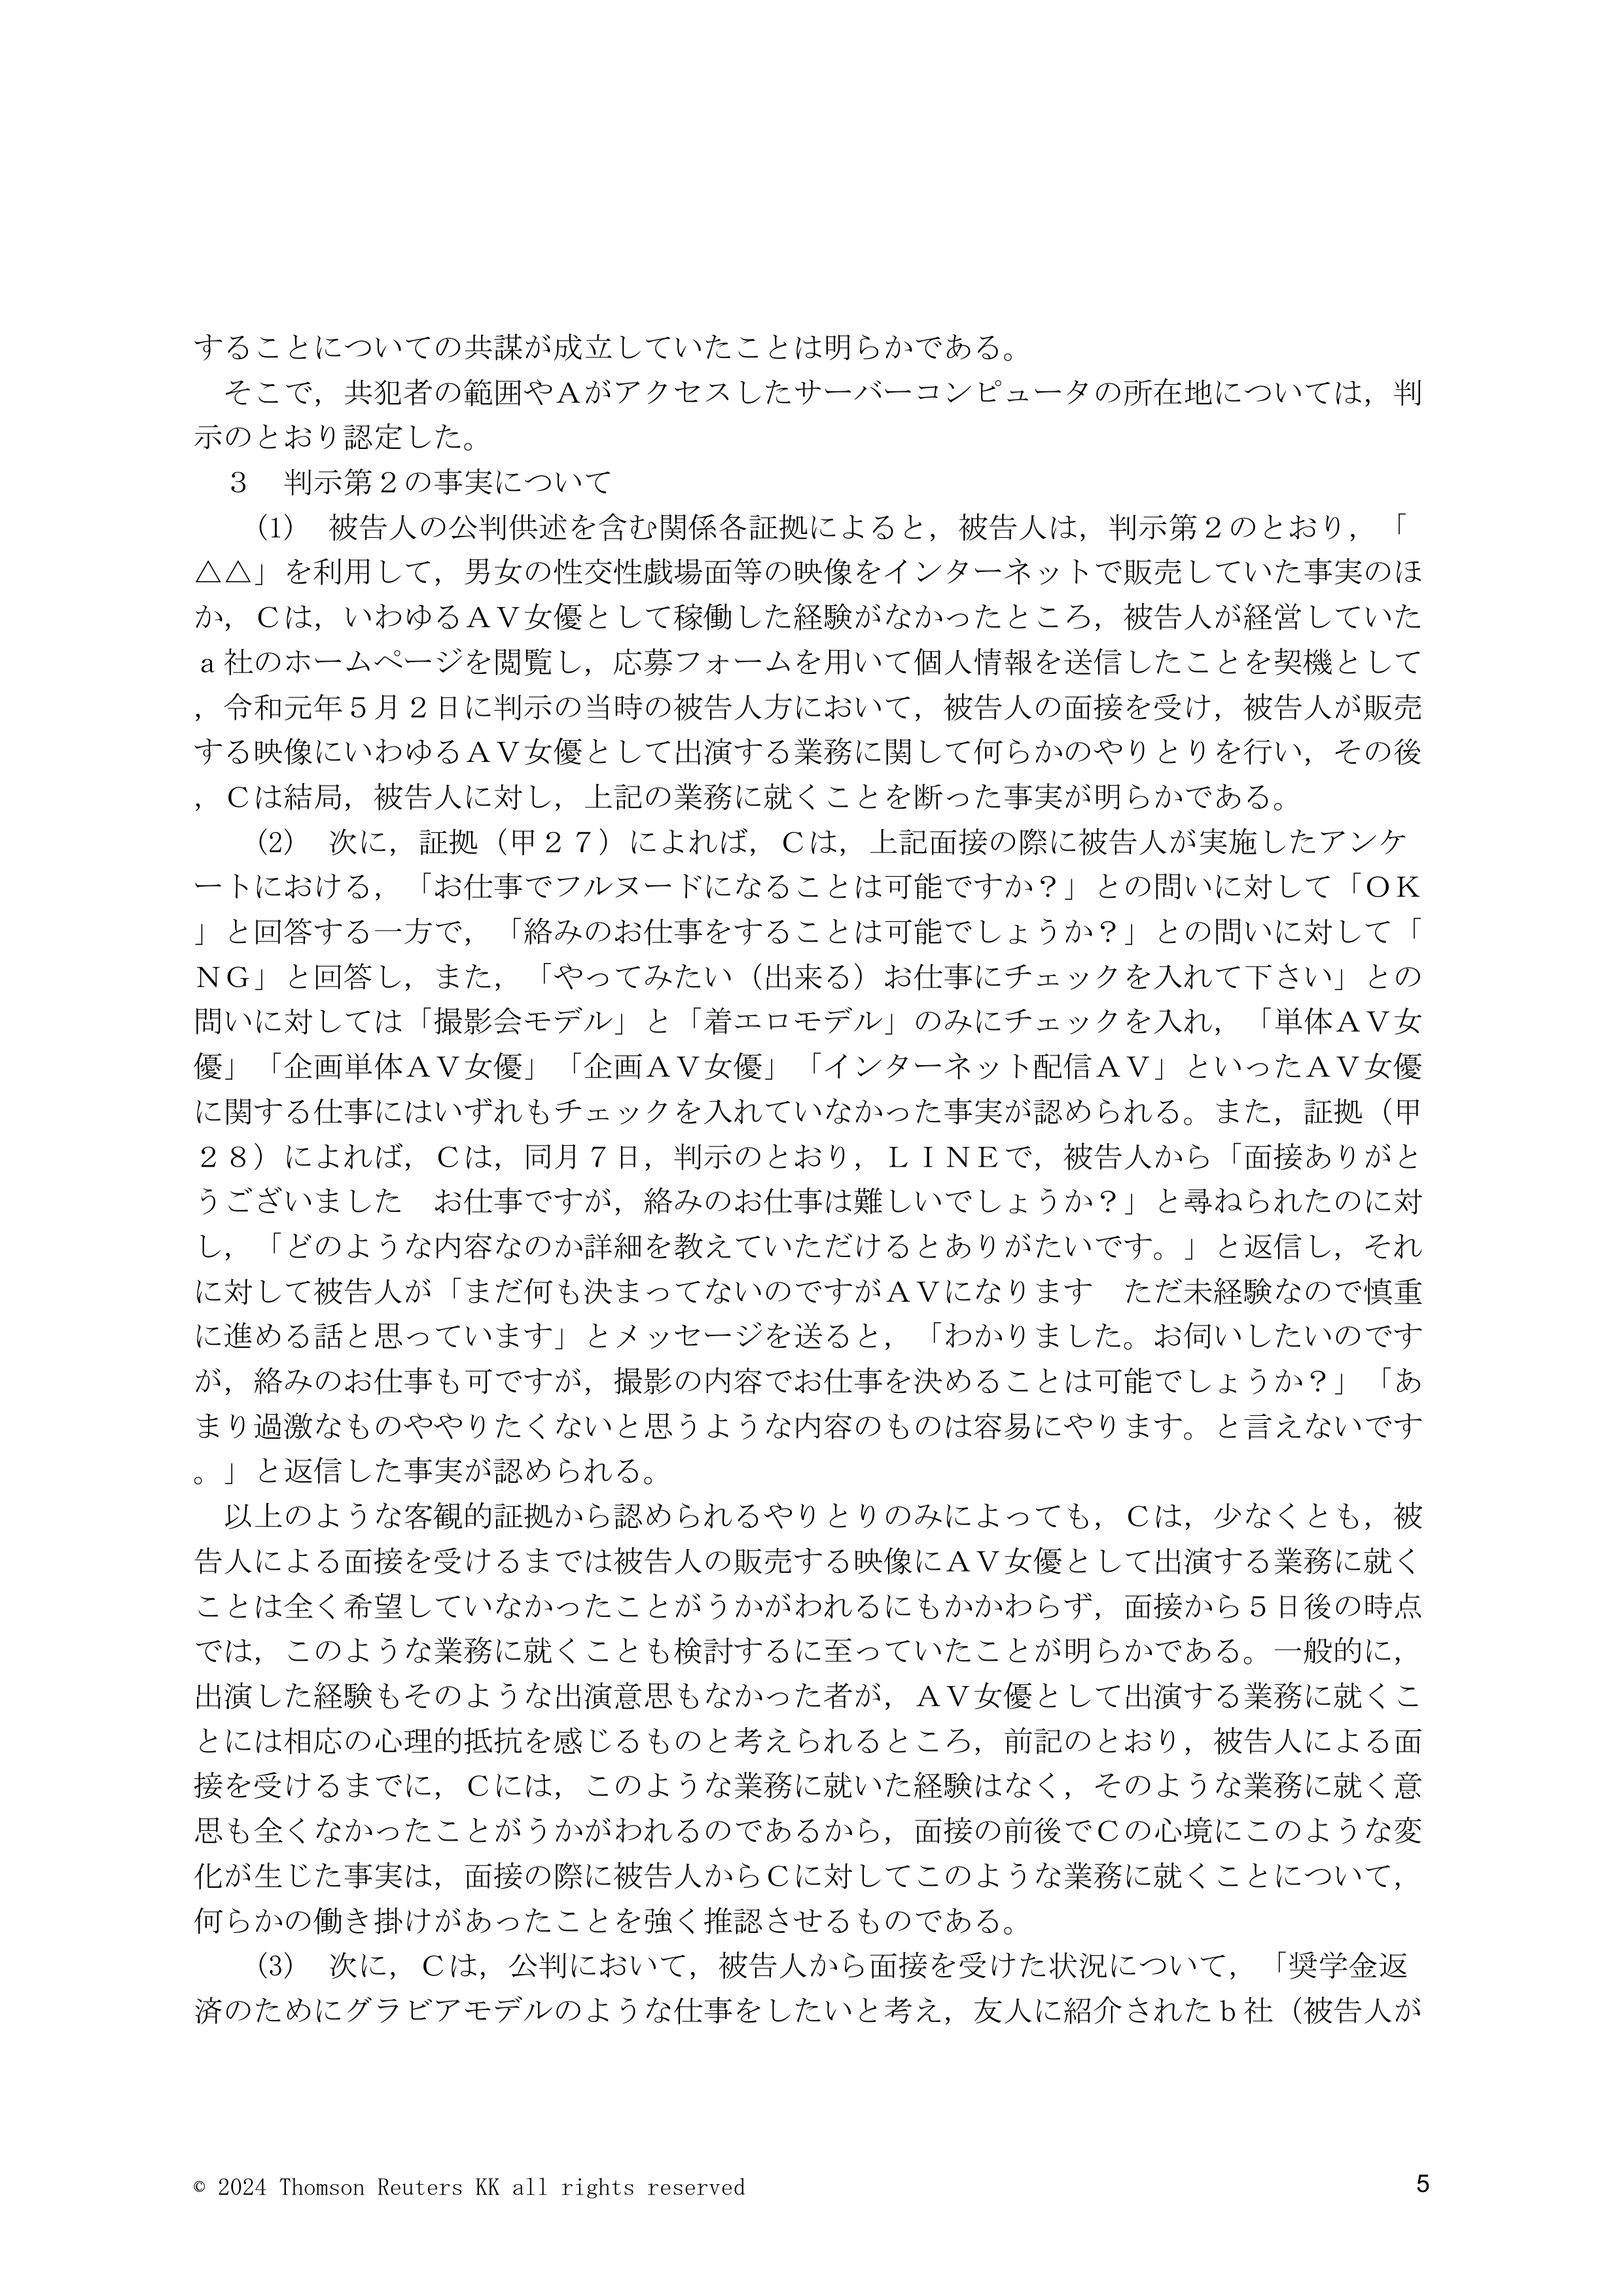 することについての共謀が成立していたことは明らかである。
　そこで，共犯者の範囲やＡがアクセスしたサーバーコンピュータの所在地については，判
示のとおり認定した。
　３　判示第２の事実について
　　(1)　被告人の公判供述を含む関係各証拠によると，被告人は，判示第２のとおり，「
△△」を利用して，男女の性交性戯場面等の映像をインターネットで販売していた事実のほ
か，Ｃは，いわゆるＡＶ女優として稼働した経験がなかったところ，被告人が経営していた
ａ社のホームページを閲覧し，応募フォームを用いて個人情報を送信したことを契機として
，令和元年５月２日に判示の当時の被告人方において，被告人の面接を受け，被告人が販売
する映像にいわゆるＡＶ女優として出演する業務に関して何らかのやりとりを行い，その後
，Ｃは結局，被告人に対し，上記の業務に就くことを断った事実が明らかである。
　　(2)　次に，証拠（甲２７）によれば，Ｃは，上記面接の際に被告人が実施したアンケ
ートにおける，「お仕事でフルヌードになることは可能ですか？」との問いに対して「ＯＫ
」と回答する一方で，「絡みのお仕事をすることは可能でしょうか？」との問いに対して「
ＮＧ」と回答し，また，「やってみたい（出来る）お仕事にチェックを入れて下さい」との
問いに対しては「撮影会モデル」と「着エロモデル」のみにチェックを入れ，「単体ＡＶ女
優」「企画単体ＡＶ女優」「企画ＡＶ女優」「インターネット配信ＡＶ」といったＡＶ女優
に関する仕事にはいずれもチェックを入れていなかった事実が認められる。また，証拠（甲
２８）によれば，Ｃは，同月７日，判示のとおり，ＬＩＮＥで，被告人から「面接ありがと
うございました　お仕事ですが，絡みのお仕事は難しいでしょうか？」と尋ねられたのに対
し，「どのような内容なのか詳細を教えていただけるとありがたいです。」と返信し，それ
に対して被告人が「まだ何も決まってないのですがＡＶになります　ただ未経験なので慎重
に進める話と思っています」とメッセージを送ると，「わかりました。お伺いしたいのです
が，絡みのお仕事も可ですが，撮影の内容でお仕事を決めることは可能でしょうか？」「あ
まり過激なものややりたくないと思うような内容のものは容易にやります。と言えないです
。」と返信した事実が認められる。
　以上のような客観的証拠から認められるやりとりのみによっても，Ｃは，少なくとも，被
告人による面接を受けるまでは被告人の販売する映像にＡＶ女優として出演する業務に就く
ことは全く希望していなかったことがうかがわれるにもかかわらず，面接から５日後の時点
では，このような業務に就くことも検討するに至っていたことが明らかである。一般的に，
出演した経験もそのような出演意思もなかった者が，ＡＶ女優として出演する業務に就くこ
とには相応の心理的抵抗を感じるものと考えられるところ，前記のとおり，被告人による面
接を受けるまでに，Ｃには，このような業務に就いた経験はなく，そのような業務に就く意
思も全くなかったことがうかがわれるのであるから，面接の前後でＣの心境にこのような変
化が生じた事実は，面接の際に被告人からＣに対してこのような業務に就くことについて，
何らかの働き掛けがあったことを強く推認させるものである。
　　(3)　次に，Ｃは，公判において，被告人から面接を受けた状況について，「奨学金返
済のためにグラビアモデルのような仕事をしたいと考え，友人に紹介されたｂ社（被告人が
© 2024 Thomson Reuters KK all rights reserved
5